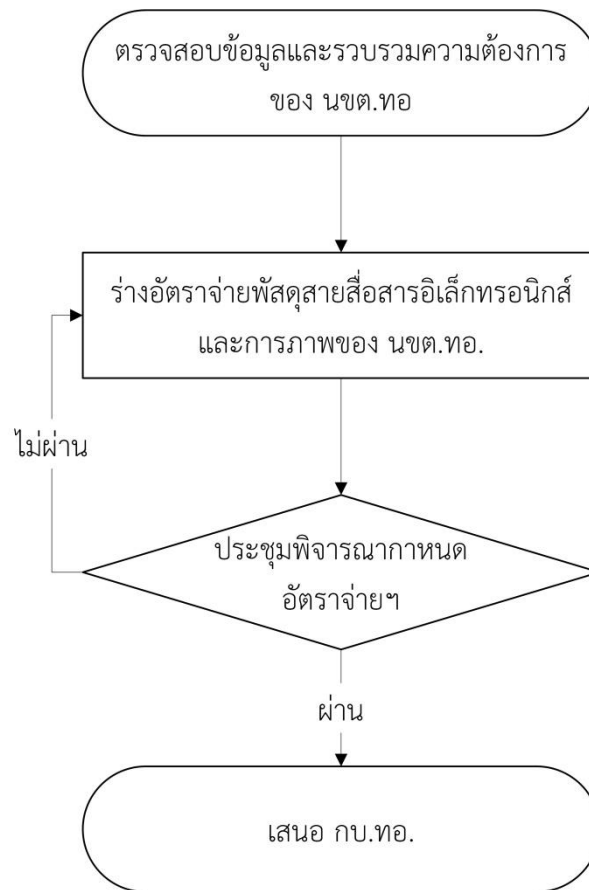 ตรวจสอบข้อมูลและรวบรวมความต้องการ
ของ นขต.ทอ
ร่างอัตราจ่ายพัสดุสายสื่อสารอิเล็กทรอนิกส์
และการภาพของ นขต.ทอ.
ไม่ผ่าน
ประชุมพิจารณากาหนด
อัตราจ่ายฯ
ผ่าน
เสนอ กบ.ทอ.